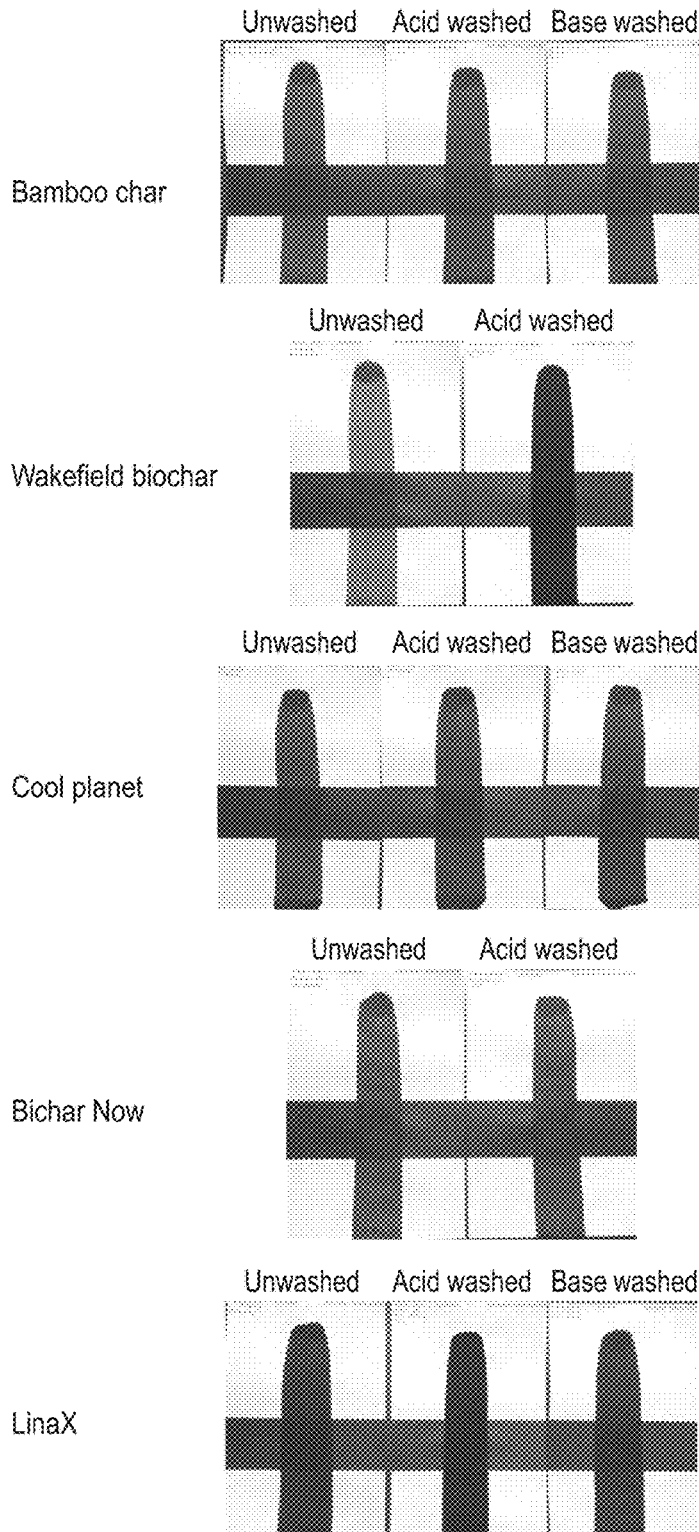 Unwashed Acid washed Base washed
Bamboo char
Unwashed Acid washed
Wakefield biochar
Unwashed Acid washed Base washed
Cool planet
Unwashed Acid washed
Bichar Now
Unwashed Acid washed Base washed
LinaX